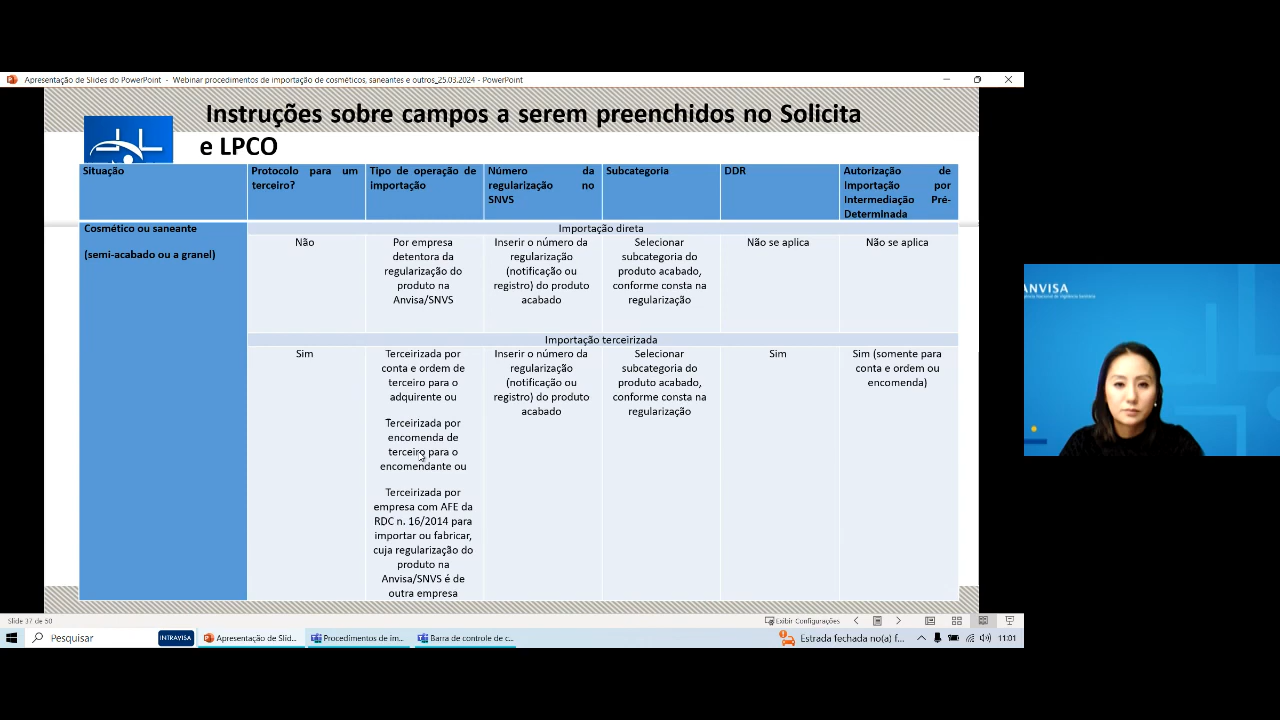 Apresentação de Slides do PowerPoint - Webinar procedimentos de importação de cosméticos, saneantes e outros_25.03.2024 - PowerPoint
Instruções sobre campos a serem preenchidos no Solicita
e LPCO
Situação
Protocolo para um
terceiro?
Tipo de operação de
importação
Número da
regularização no
SNVS
Subcategoria
DDR
Autorização de
Importação por
Intermediação Pré-
Determinada
Cosmético ou saneante
(semi-acabado ou a granel)
Importação direta
Não
Por empresa
detentora da
regularização do
produto na
Anvisa/SNVS
Inserir o número da
regularização
(notificação ou
registro) do produto
acabado
Selecionar
subcategoria do
produto acabado,
conforme consta na
regularização
Não se aplica
Não se aplica
Importação terceirizada
Sim
Terceirizada por
conta e ordem de
terceiro para o
adquirente ou
Terceirizada por
encomenda de
terceiro para o
encomendante ou
Terceirizada por
empresa com AFE da
RDC n. 16/2014 para
importar ou fabricar,
cuja regularização do
produto na
Anvisa/SNVS é de
outra empresa
Inserir o número da
regularização
(notificação ou
registro) do produto
acabado
Selecionar
subcategoria do
produto acabado,
conforme consta na
regularização
Sim
Sim (somente para
conta e ordem ou
encomenda)
ANVISA
Slide 37 de 50
Exibir Configurações
Pesquisar
INTRAVISA
Apresentação de Slid...
Procedimentos de im...
Barra de controle de c...
Estrada fechada no(a) f...
11:01